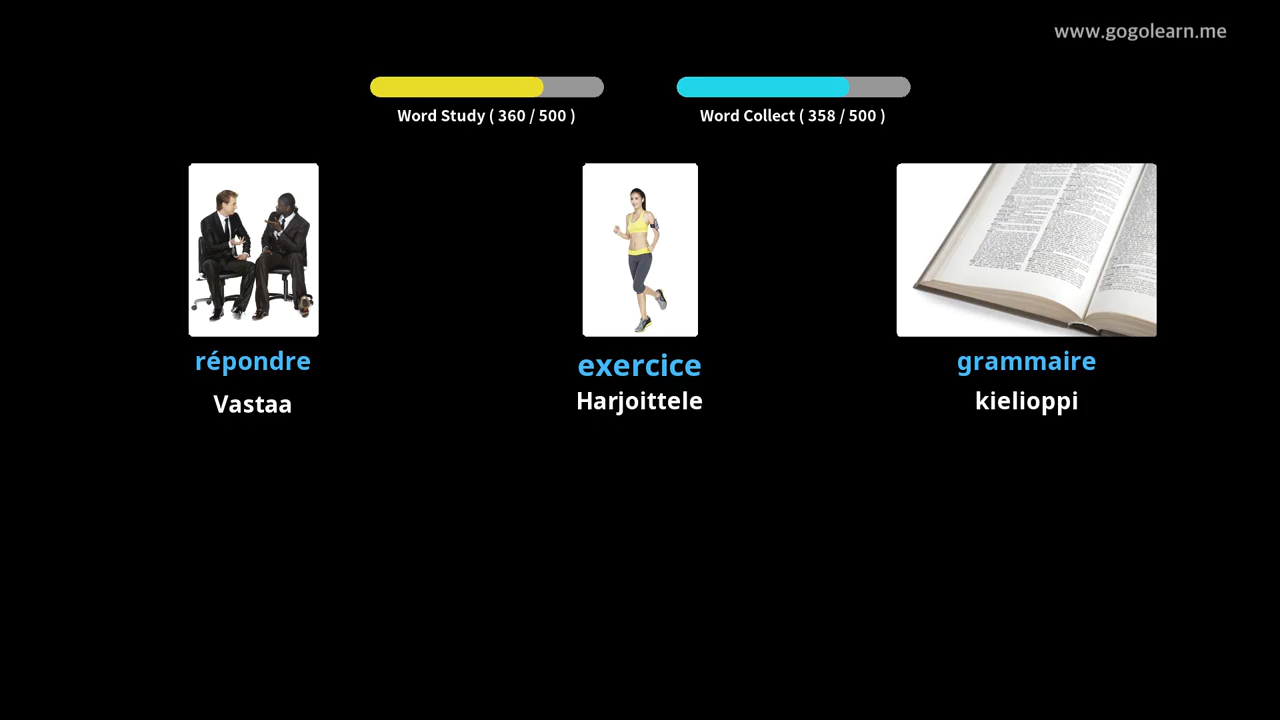 www.gogolearn.me
Word Study ( 360 / 500 )
Word Collect ( 358 / 500 )
répondre
exercice
grammaire
Vastaa
Harjoittele
kielioppi